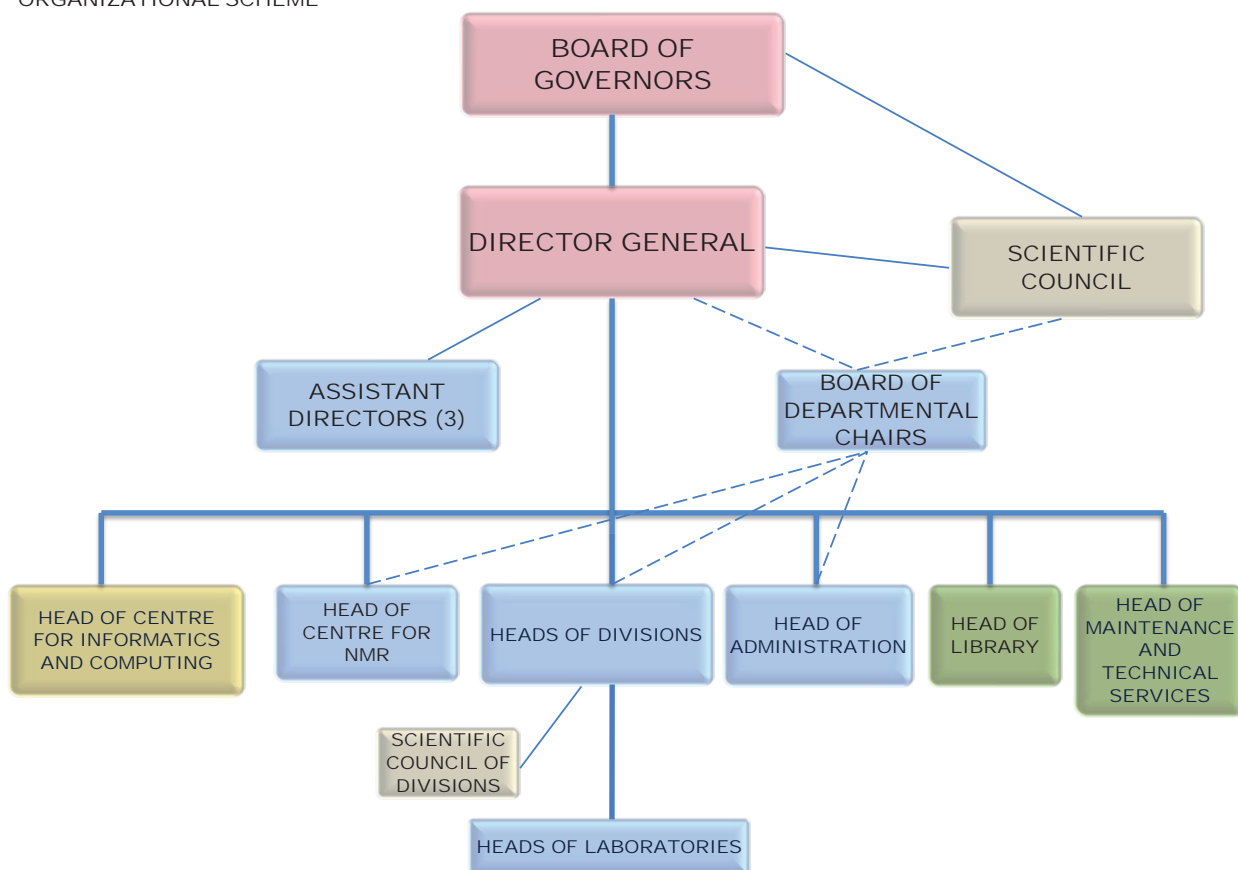 ORGANIZATIONAL SCHEME
BOARD OF
GOVERNORS
DIRECTOR GENERAL
SCIENTIFIC
COUNCIL
ASSISTANT
DIRECTORS (3)
BOARD OF
DEPARTMENTAL
CHAIRS
HEAD OF CENTRE
FOR INFORMATICS
AND COMPUTING
HEAD OF
CENTRE FOR
NMR
HEADS OF DIVISIONS
HEAD OF
ADMINISTRATION
HEAD OF
LIBRARY
HEAD OF
MAINTENANCE
AND
TECHNICAL
SERVICES
SCIENTIFIC
COUNCIL OF
DIVISIONS
HEADS OF LABORATORIES